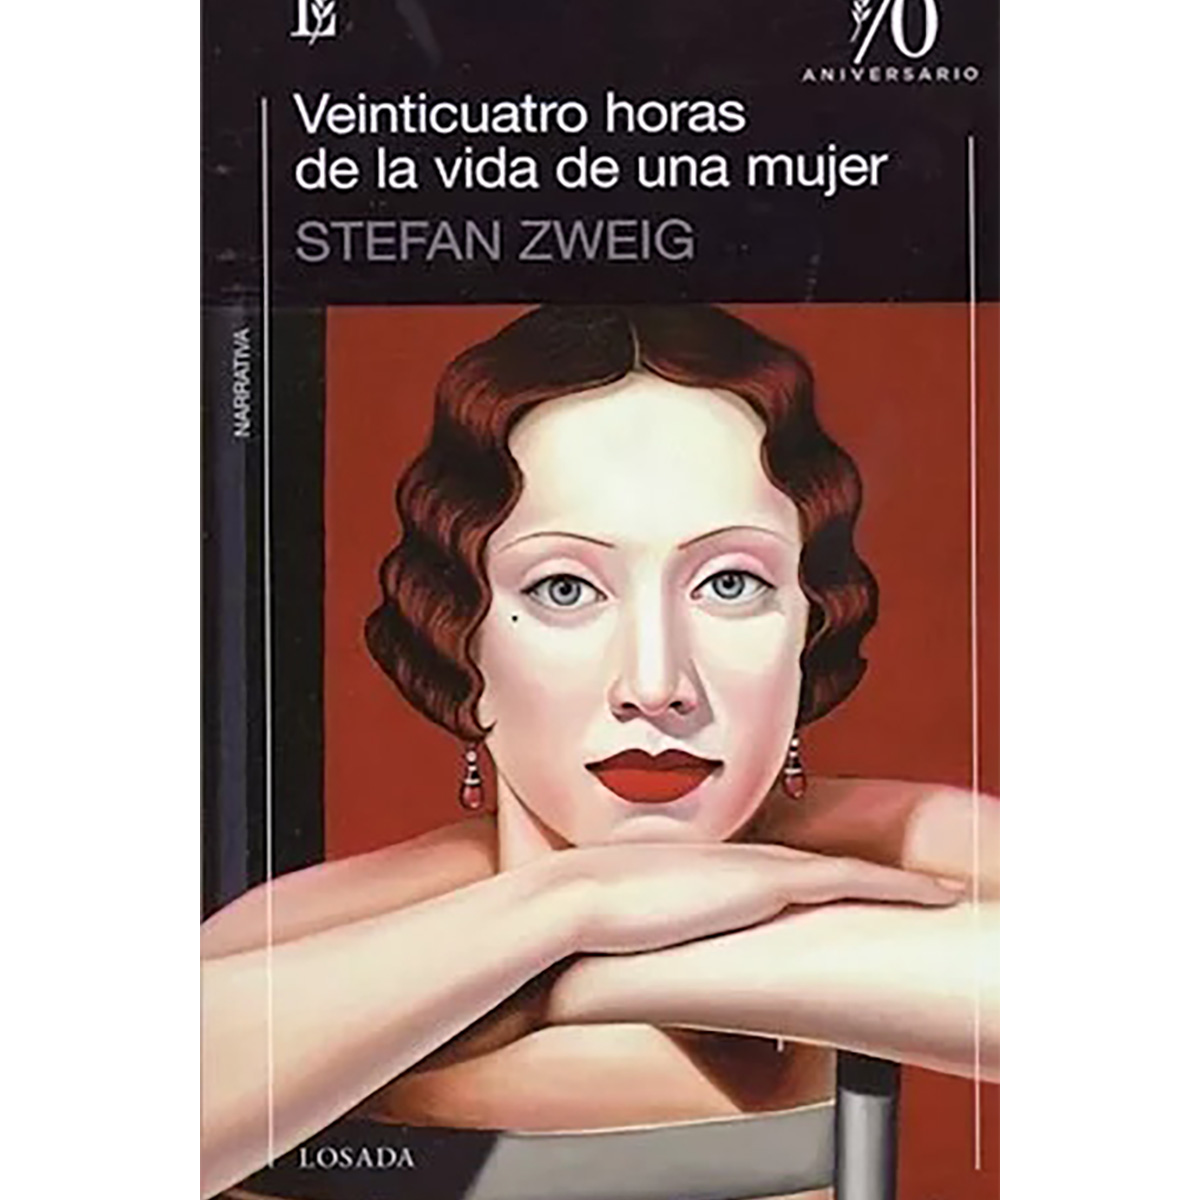 70
ANIVERSARIO
Veinticuatro horas
de la vida de una mujer
STEFAN ZWEIG
NARRATIVA
LOSADA